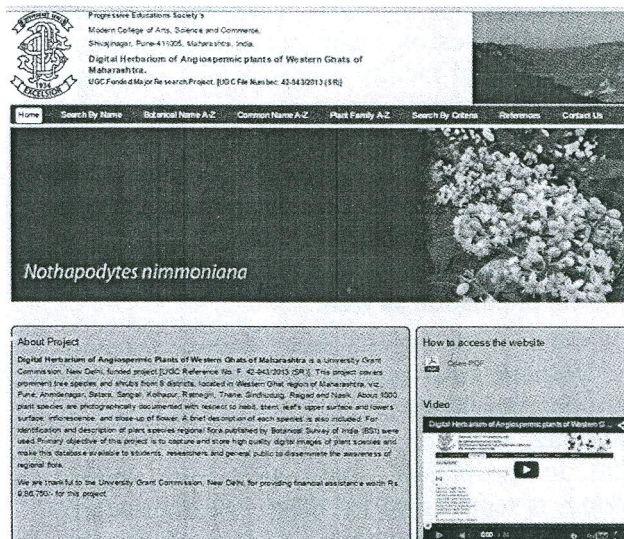 Progressive Educations Society's
Modern College of Arts, Science and Commerce,
Shivajinagar, Pune-411005, Maharashtra, India.
Digital Herbarium of Angiospermic plants of Western Ghats of
Maharashtra.
UGC Funded Major Research Project. [UGC File Number: 42-943/2013 (SR)]
1934
EXCELSIOR
Home Search By Name Botanical Name A-Z Common Name A-Z Plant Family A-Z Search By Criteria References Contact Us
Nothapodytes nimmoniana
About Project
Digital Herbarium of Angiospermic Plants of Western Ghats of Maharashtra is a University Grant
Commission, New Delhi, funded project [UGC Reference No. F. 42-943/2013 (SR)]. This project covers
prominent tree species and shrubs from 9 districts, located in Western Ghat region of Maharashtra, viz.,
Pune, Ahmdenagar, Satara, Sangali, Kolhapur, Ratnagiri, Thane, Sindhudurg, Raigad and Nasik. About 1000
plant species are photographically documented with respect to habit, stem, leaf's upper surface and lowers
surface, inflorescence, and close-up of flower. A brief description of each species is also included. For
identification and description of plant species regional flora published by Botanical Survey of India (BSI) were
used. Primary objective of this project is to capture and store high quality digital images of plant species and
make this database available to students, researchers and general public to disseminate the awareness of
regional flora.
We are thankful to the University Grant Commission, New Delhi, for providing financial assistance worth Rs.
9,86,750/- for this project.
How to access the website
Open PDF
Video
Digital Herbarium of Angiospermic plants of Western G...
0:00